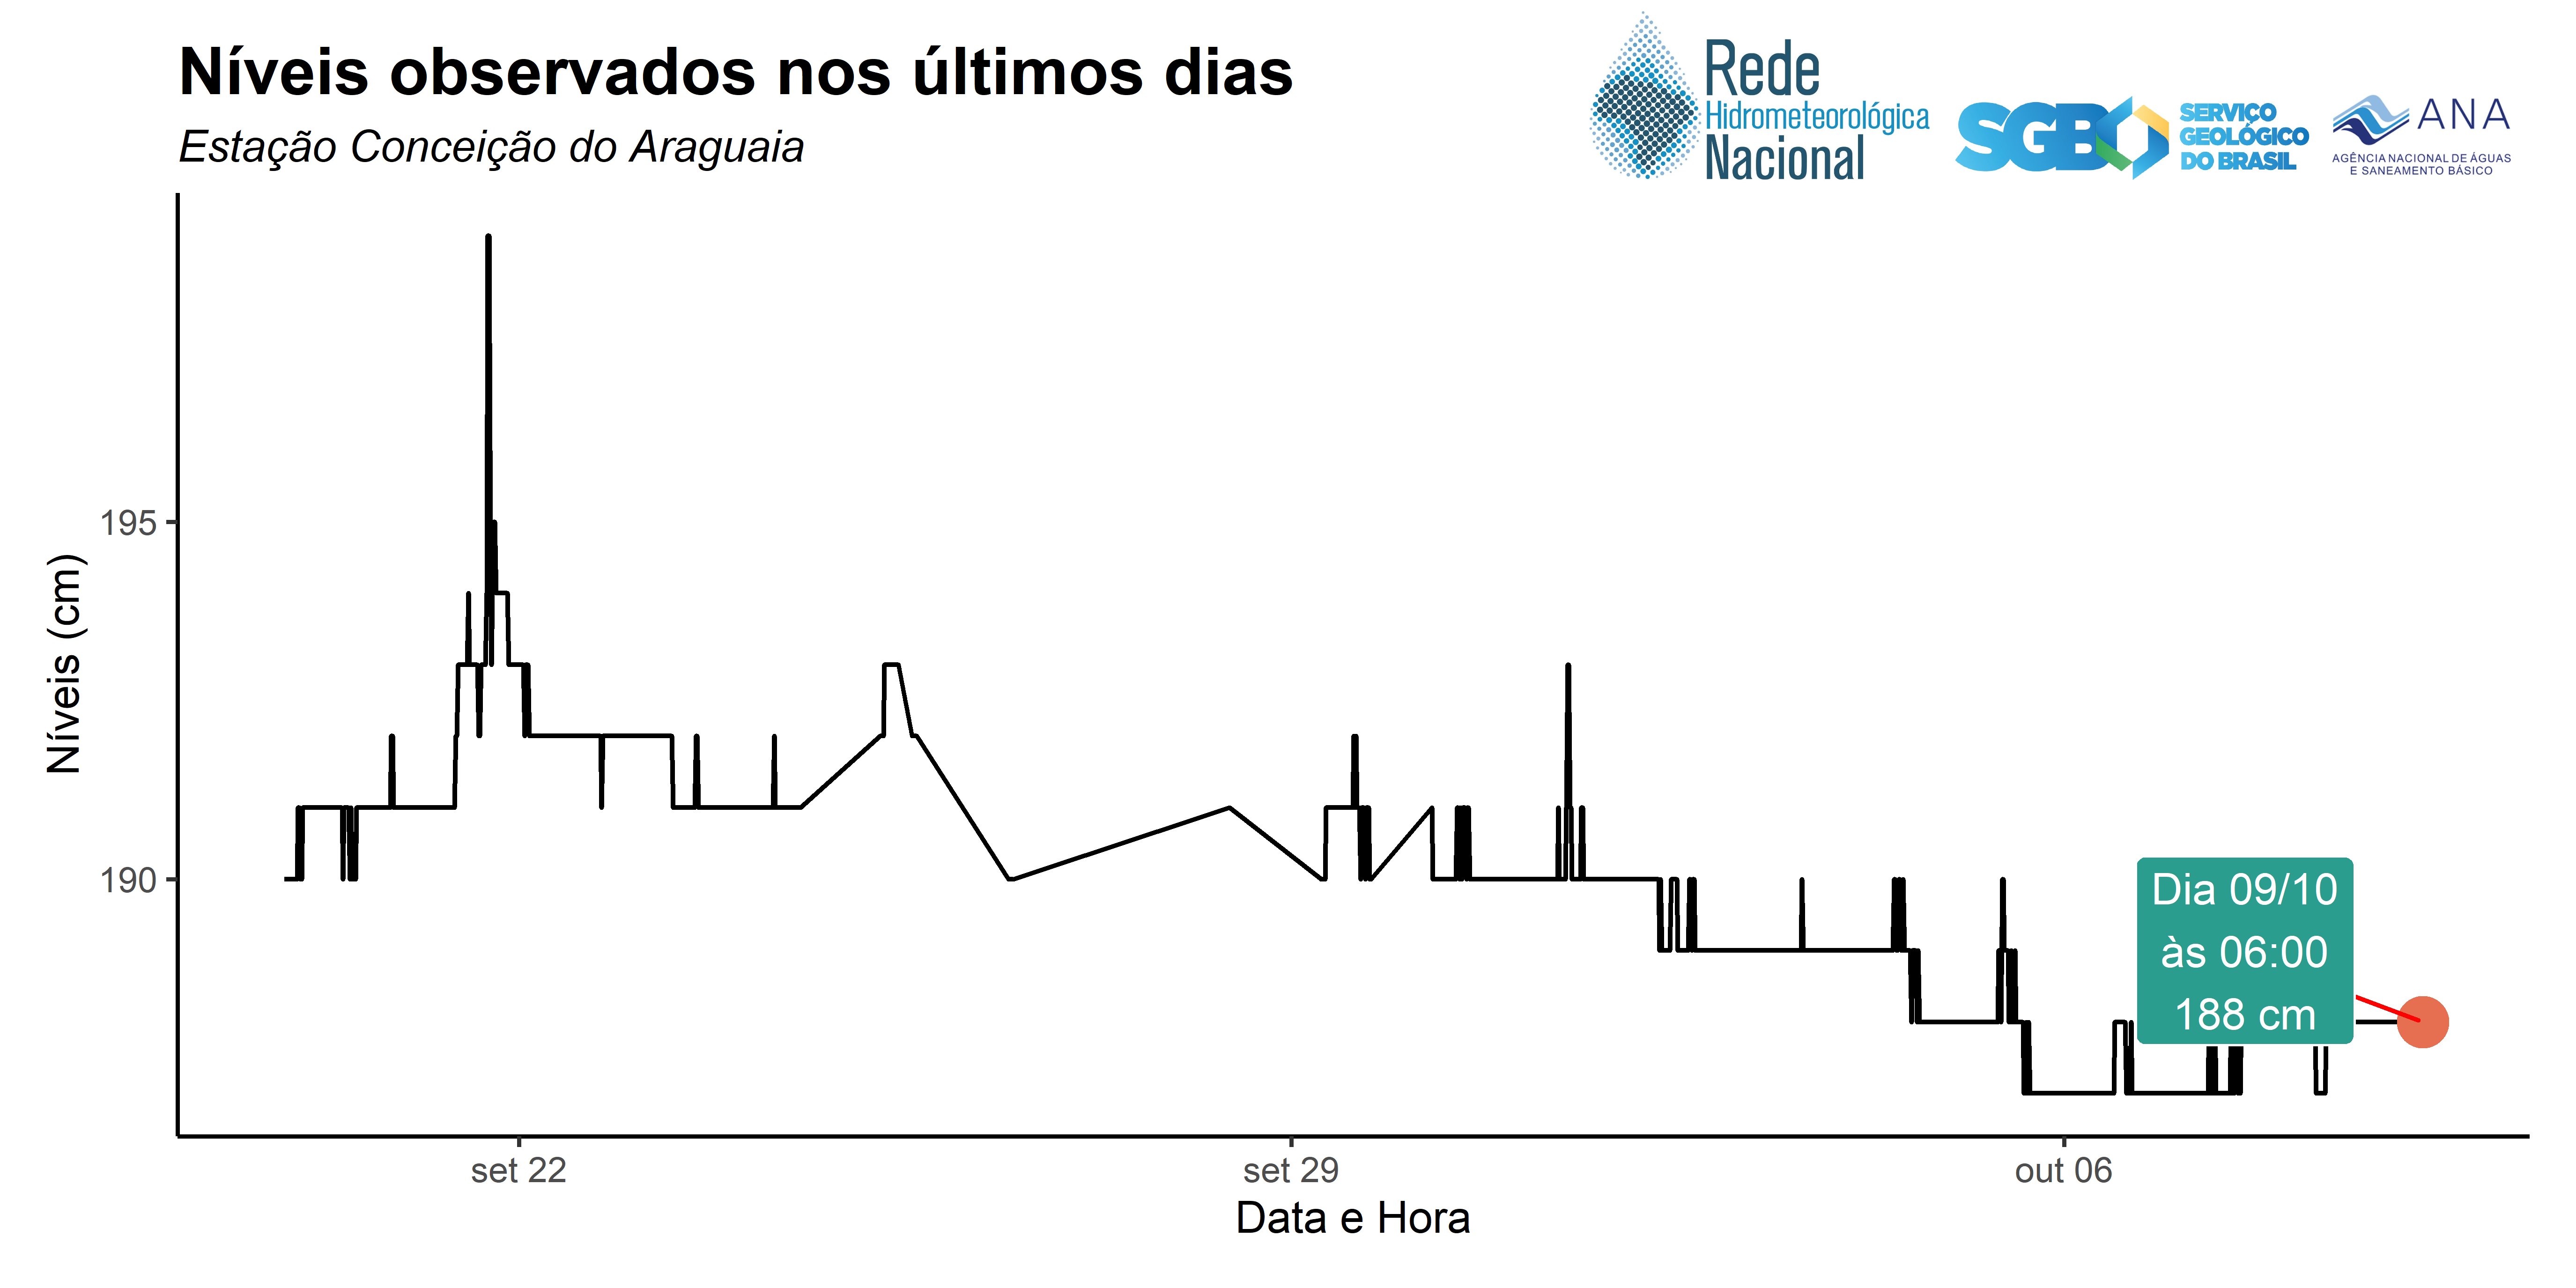 Níveis observados nos últimos dias
Estação Conceição do Araguaia
Rede
Hidrometeorológica
Nacional
SGB
SERVIÇO
GEOLÓGICO
DO BRASIL
ANA
AGÊNCIA NACIONAL DE ÁGUAS
E SANEAMENTO BÁSICO
Níveis (cm)
195
190
Dia 09/10
às 06:00
188 cm
set 22
set 29
out 06
Data e Hora